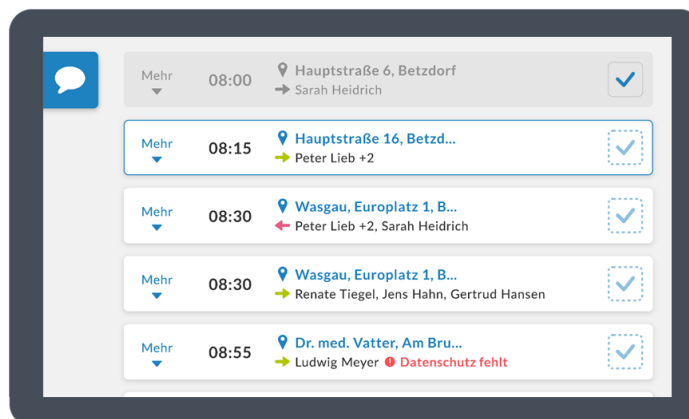 Mehr 08:00 Hauptstraße 6, Betzdorf
Sarah Heidrich
Mehr 08:15 Hauptstraße 16, Betzd...
Peter Lieb +2
Mehr 08:30 Wasgau, Europlatz 1, B...
Peter Lieb +2, Sarah Heidrich
Mehr 08:30 Wasgau, Europlatz 1, B...
Renate Tiegel, Jens Hahn, Gertrud Hansen
Mehr 08:55 Dr. med. Vatter, Am Bru...
Ludwig Meyer Datenschutz fehlt